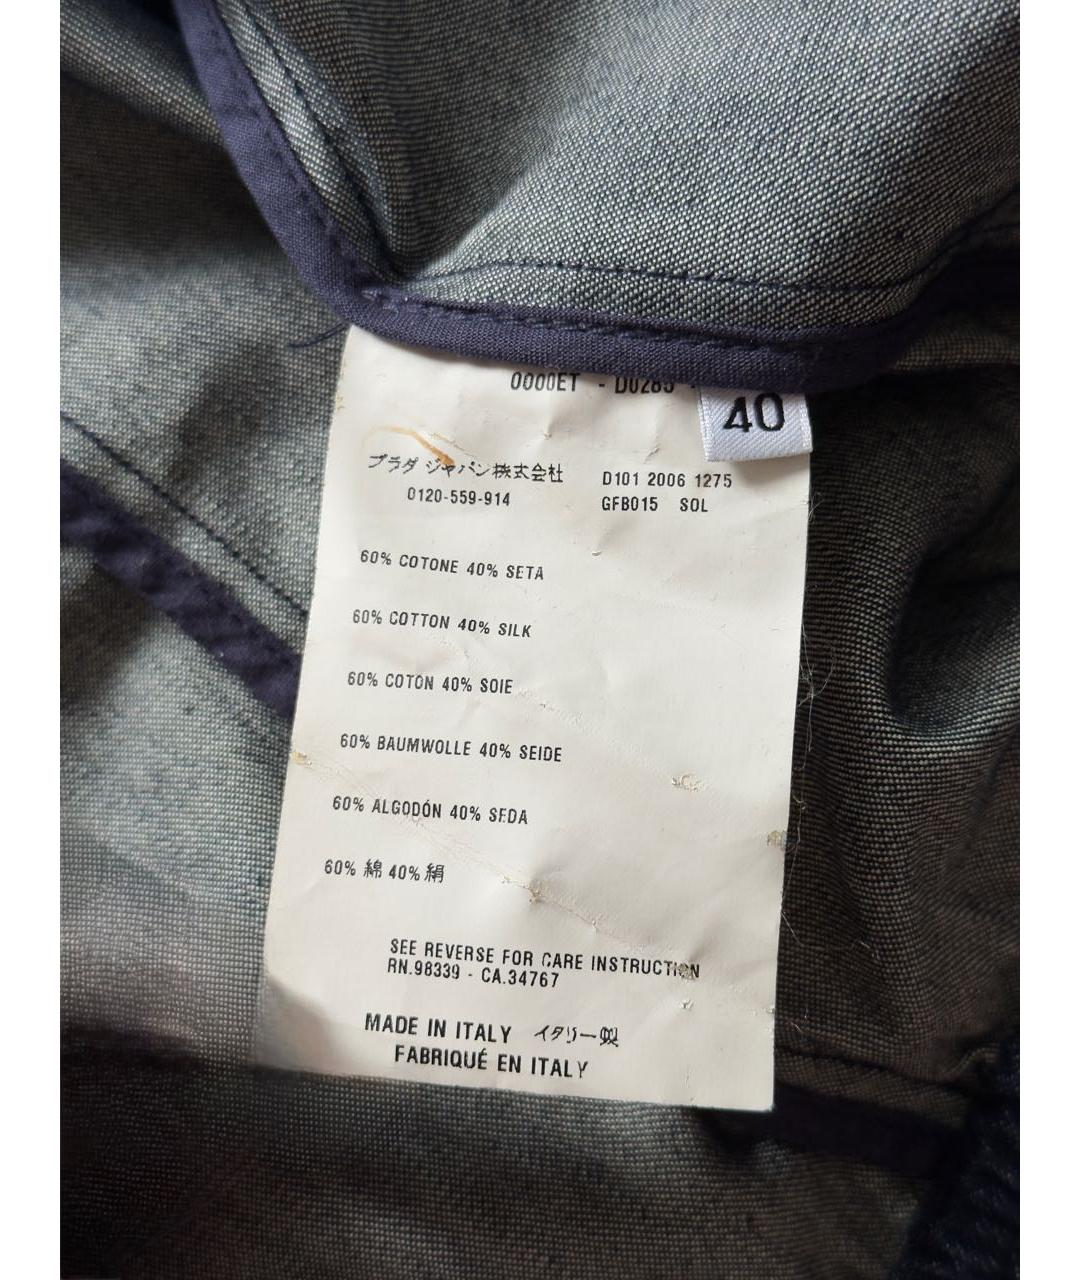 0000ET - D0285 -
40
プラダ ジャパン株式会社
0120-559-914
D101 2006 1275
GFB015 SOL
60% COTONE 40% SETA
60% COTTON 40% SILK
60% COTON 40% SOIE
60% BAUMWOLLE 40% SEIDE
60% ALGODÓN 40% SEDA
60% 綿 40% 絹
SEE REVERSE FOR CARE INSTRUCTION
RN.98339 - CA.34767
MADE IN ITALY イタリー製
FABRIQUÉ EN ITALY